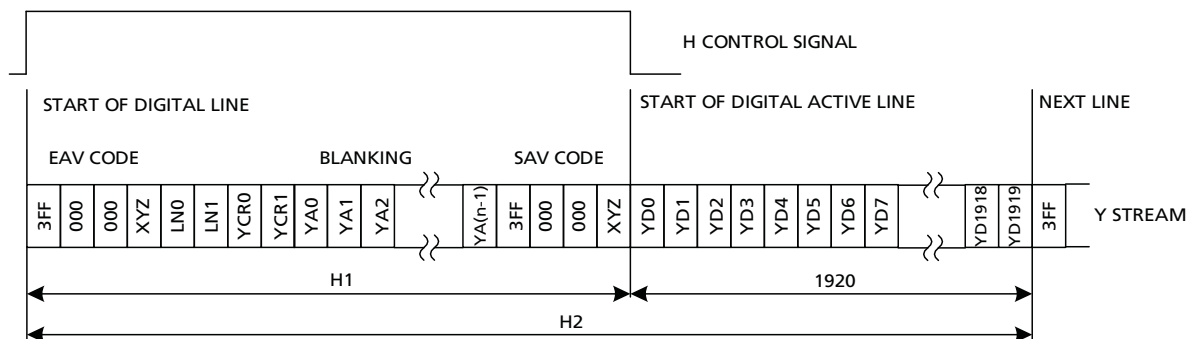 H CONTROL SIGNAL
START OF DIGITAL LINE
START OF DIGITAL ACTIVE LINE
NEXT LINE
EAV CODE
BLANKING
SAV CODE
3FF 000 000 XYZ LN0 LN1 YCR0 YCR1 YA0 YA1 YA2 YA(n-1) 3FF 000 000 XYZ YD0 YD1 YD2 YD3 YD4 YD5 YD6 YD7 YD1918 YD1919 3FF Y STREAM
H1 1920
H2